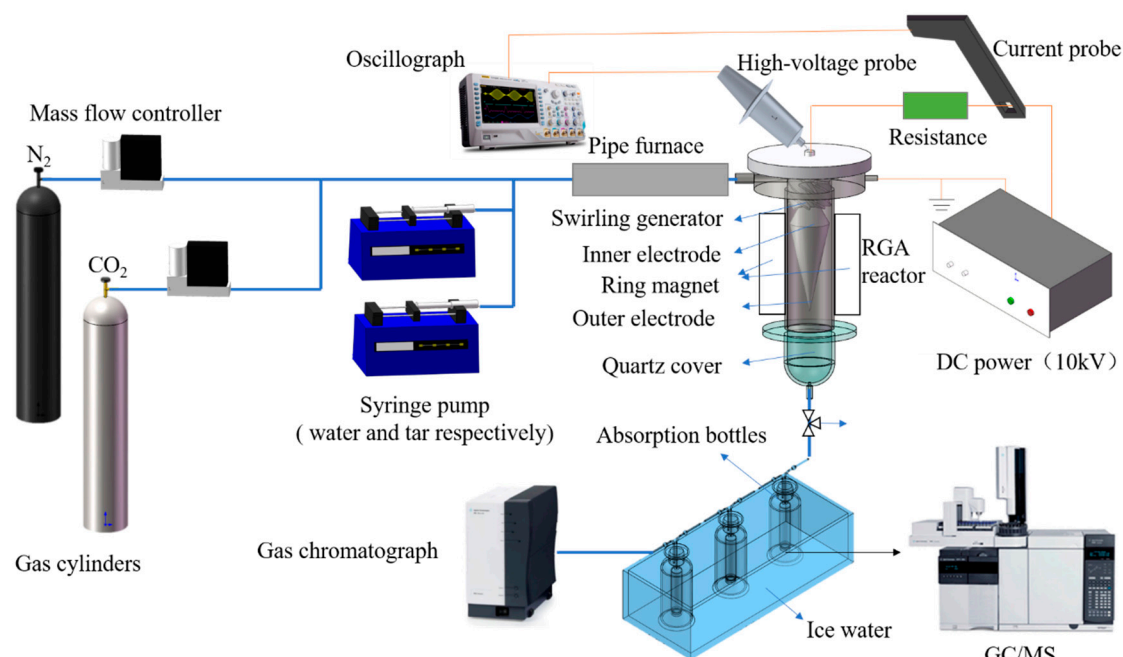 Oscillograph
High-voltage probe
Current probe
Mass flow controller
N2
Pipe furnace
Resistance
Swirling generator
CO2
Inner electrode
RGA
reactor
Ring magnet
Outer electrode
Quartz cover
DC power（10kV）
Syringe pump
( water and tar respectively)
Absorption bottles
Gas cylinders
Gas chromatograph
Ice water
GC/MS